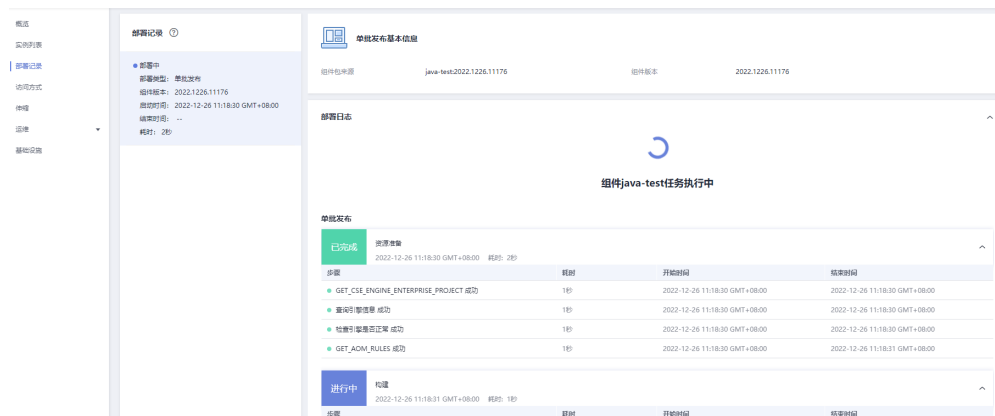 概览
实例列表
部署记录
访问方式
伸缩
运维
基础设施
部署记录
部署中
部署类型: 单批发布
组件版本: 2022.1226.11176
启动时间: 2022-12-26 11:18:30 GMT+08:00
结束时间: --
耗时: 2秒
单批发布基本信息
组件包来源 java-test:2022.1226.11176 组件版本 2022.1226.11176
部署日志
组件java-test任务执行中
单批发布
已完成 资源准备
2022-12-26 11:18:30 GMT+08:00 耗时: 2秒
步骤 耗时 开始时间 结束时间
GET_CSE_ENGINE_ENTERPRISE_PROJECT 成功 1秒 2022-12-26 11:18:30 GMT+08:00 2022-12-26 11:18:30 GMT+08:00
查询引擎信息 成功 1秒 2022-12-26 11:18:30 GMT+08:00 2022-12-26 11:18:30 GMT+08:00
检查引擎是否正常 成功 1秒 2022-12-26 11:18:30 GMT+08:00 2022-12-26 11:18:30 GMT+08:00
GET_AOM_RULES 成功 1秒 2022-12-26 11:18:30 GMT+08:00 2022-12-26 11:18:31 GMT+08:00
进行中 构建
2022-12-26 11:18:31 GMT+08:00 耗时: 1秒
步骤 耗时 开始时间 结束时间